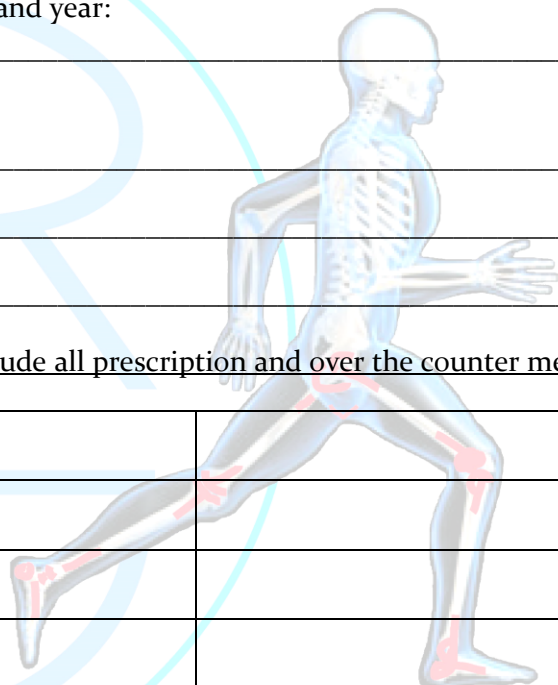 and year:
ude all prescription and over the counter me